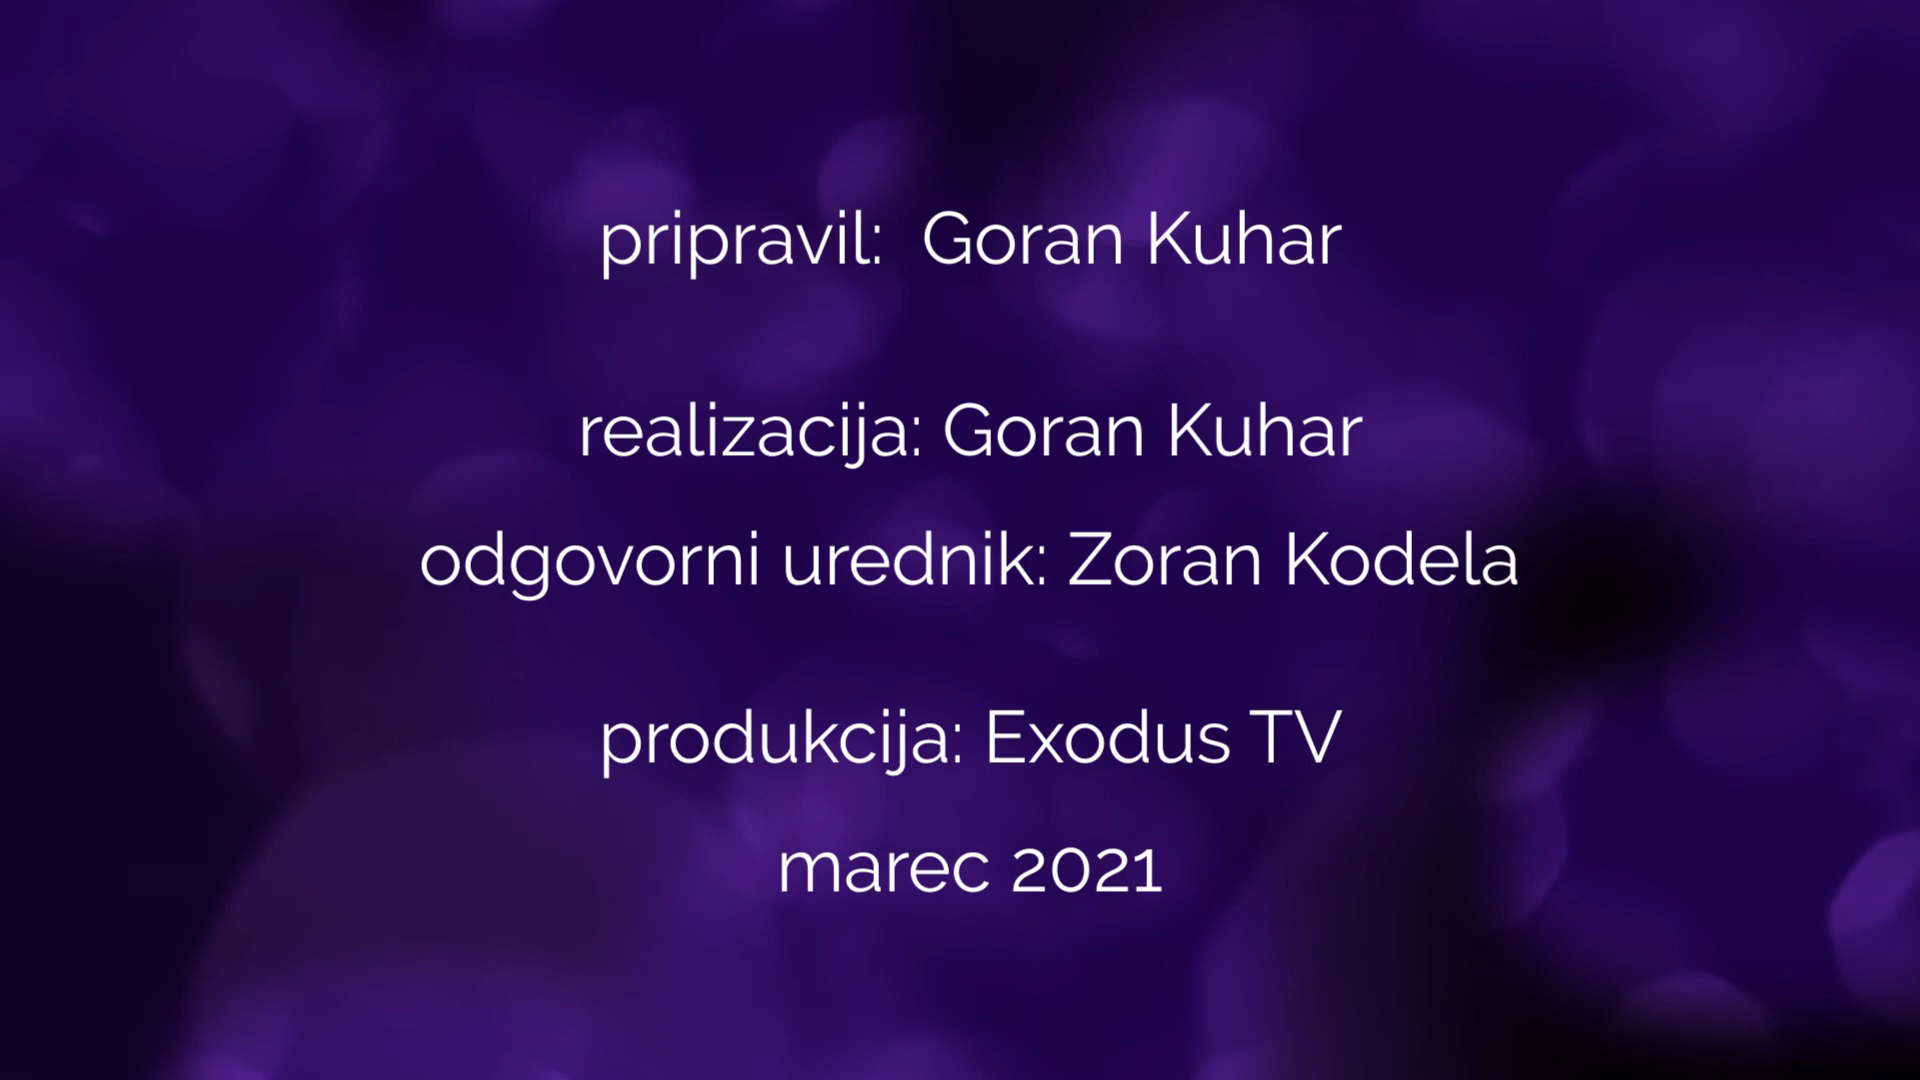 pripravil: Goran Kuhar
realizacija: Goran Kuhar
odgovorni urednik: Zoran Kodela
produkcija: Exodus TV
marec 2021